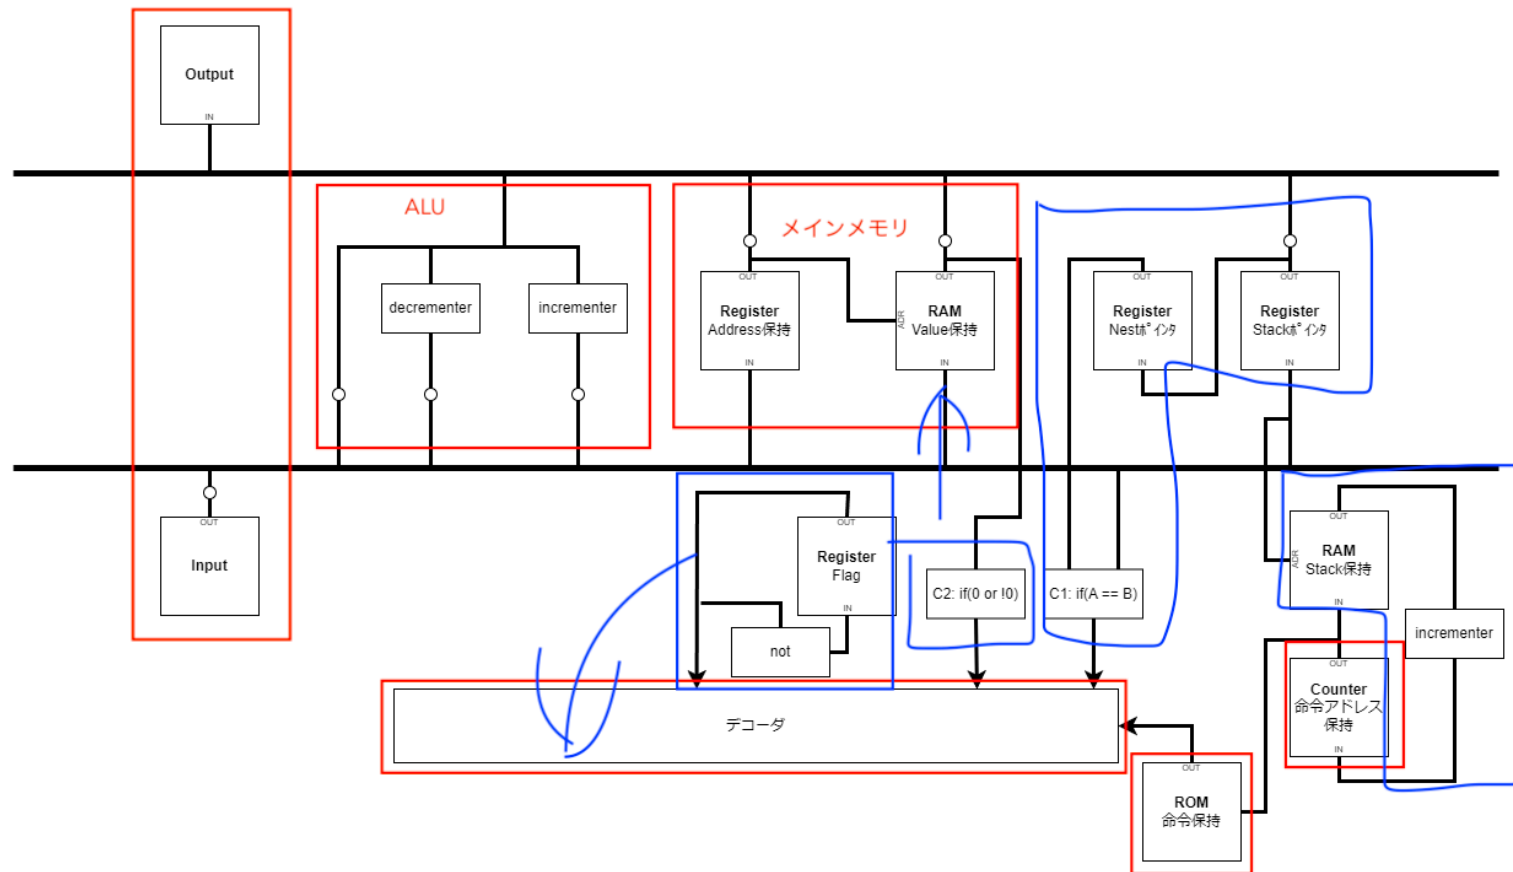 Output
IN
ALU
メインメモリ
decrementer
incrementer
OUT
Register
Address保持
IN
OUT
ADR
RAM
Value保持
IN
OUT
Register
Nestﾎﾟｲﾝﾀ
IN
OUT
Register
Stackﾎﾟｲﾝﾀ
IN
OUT
Input
OUT
Register
Flag
IN
not
C2: if(0 or !0)
C1: if(A == B)
OUT
ADR
RAM
Stack保持
IN
incrementer
OUT
Counter
命令アドレス
保持
IN
デコーダ
OUT
ROM
命令保持